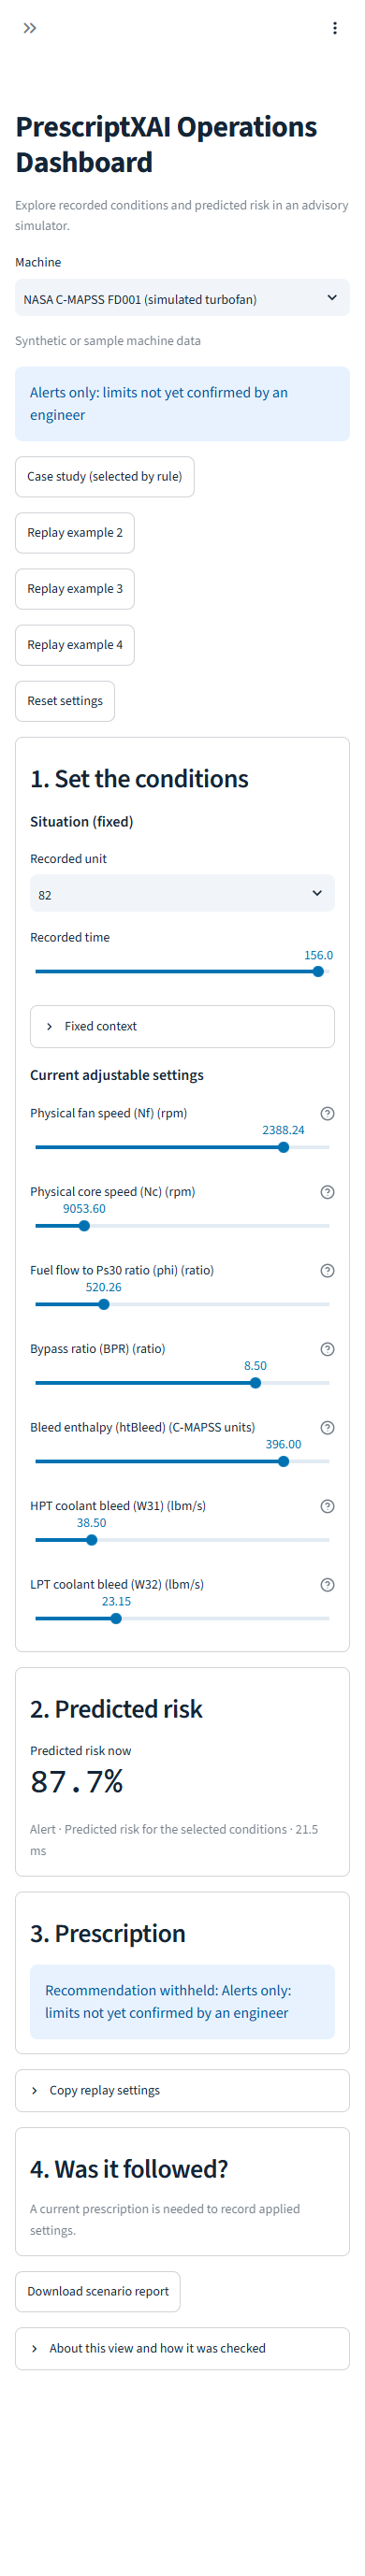 PrescriptXAI Operations
Dashboard
Explore recorded conditions and predicted risk in an advisory
simulator.
Machine
NASA C-MAPSS FD001 (simulated turbofan)
Synthetic or sample machine data
Alerts only: limits not yet confirmed by an
engineer
Case study (selected by rule)
Replay example 2
Replay example 3
Replay example 4
Reset settings
1. Set the conditions
Situation (fixed)
Recorded unit
82
Recorded time
156.0
Fixed context
Current adjustable settings
Physical fan speed (Nf) (rpm)
2388.24
Physical core speed (Nc) (rpm)
9053.60
Fuel flow to Ps30 ratio (phi) (ratio)
520.26
Bypass ratio (BPR) (ratio)
8.50
Bleed enthalpy (htBleed) (C-MAPSS units)
396.00
HPT coolant bleed (W31) (lbm/s)
38.50
LPT coolant bleed (W32) (lbm/s)
23.15
2. Predicted risk
Predicted risk now
87.7%
Alert · Predicted risk for the selected conditions · 21.5
ms
3. Prescription
Recommendation withheld: Alerts only:
limits not yet confirmed by an engineer
Copy replay settings
4. Was it followed?
A current prescription is needed to record applied
settings.
Download scenario report
About this view and how it was checked